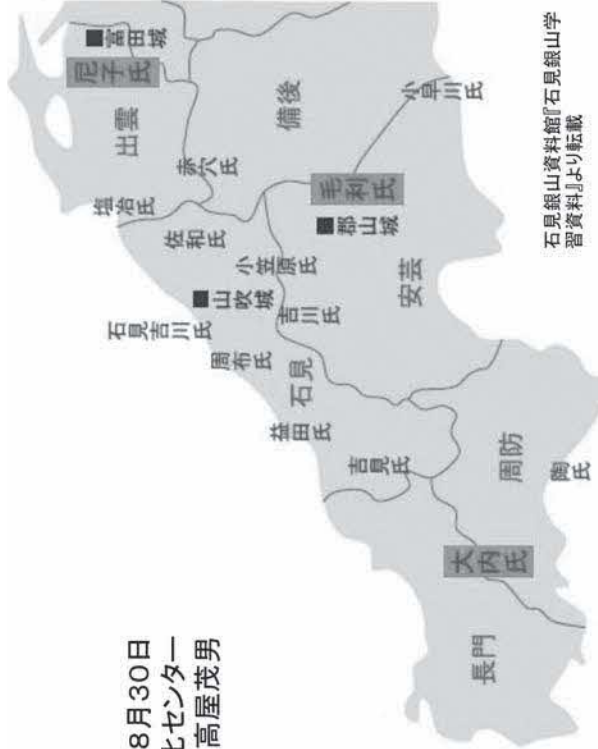 8月30日
化センター
高屋茂男
富田城
尼子氏
出雲
塩冶氏
赤穴氏
備後
小早川氏
佐和氏
毛利氏
郡山城
小笠原氏
山吹城
吉川氏
石見吉川氏
安芸
周布氏
石見
益田氏
吉見氏
周防
陶氏
大内氏
長門
石見銀山資料館『石見銀山学
習資料』より転載